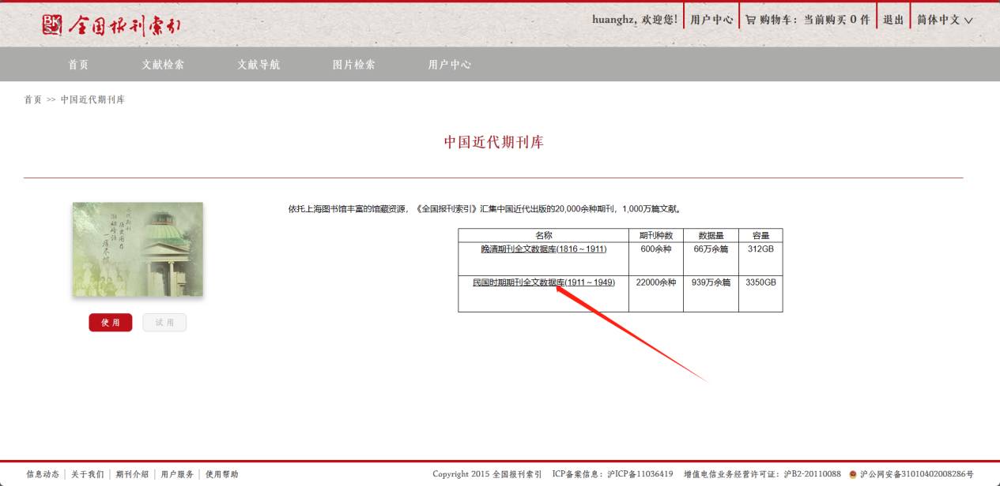 全国报刊索引
huanghz, 欢迎您! 用户中心 购物车：当前购买 0 件 退出 简体中文
首页 文献检索 文献导航 图片检索 用户中心
首页 >> 中国近代期刊库
中国近代期刊库
依托上海图书馆丰富的馆藏资源，《全国报刊索引》汇集中国近代出版的20,000余种期刊，1,000万篇文献。
名称 期刊种数 数据量 容量
晚清期刊全文数据库(1816～1911) 600余种 66万余篇 312GB
民国时期期刊全文数据库(1911～1949) 22000余种 939万余篇 3350GB
使 用 试 用
信息动态 关于我们 期刊介绍 用户服务 使用帮助 Copyright 2015 全国报刊索引 ICP备案信息：沪ICP备11036419 增值电信业务经营许可证：沪B2-20110088 沪公网安备31010402008286号